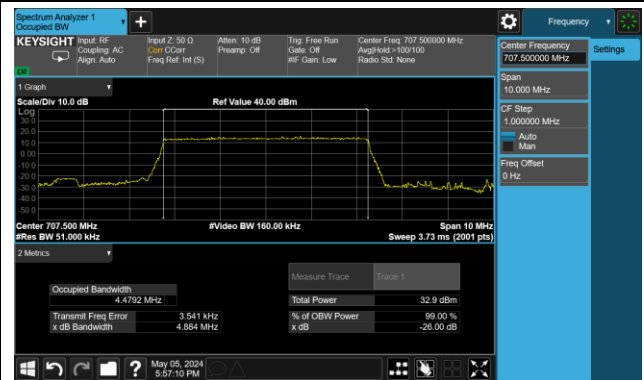 Spectrum Analyzer 1
Occupied BW
Frequency
KEYSIGHT
Input: RF
Coupling: AC
Align: Auto
Input Z: 50 Ω
Corr CCorr
Freq Ref: Int (S)
Atten: 10 dB
Preamp: Off
Trig: Free Run
Gate: Off
#IF Gain: Low
Center Freq: 707.500000 MHz
Avg|Hold:>100/100
Radio Std: None
LXI
Center Frequency
707.500000 MHz
Settings
Span
10.000 MHz
CF Step
1.000000 MHz
Auto
Man
Freq Offset
0 Hz
1 Graph
Scale/Div 10.0 dB
Ref Value 40.00 dBm
Log
30.0
20.0
10.0
0.00
-10.0
-20.0
-30.0
-40.0
-50.0
Center 707.500 MHz
#Video BW 160.00 kHz
Span 10 MHz
#Res BW 51.000 kHz
Sweep 3.73 ms (2001 pts)
2 Metrics
Measure Trace
Trace 1
Occupied Bandwidth
4.4792 MHz
Total Power
32.9 dBm
Transmit Freq Error
3.541 kHz
% of OBW Power
99.00 %
x dB Bandwidth
4.884 MHz
x dB
-26.00 dB
May 05, 2024
5:57:10 PM